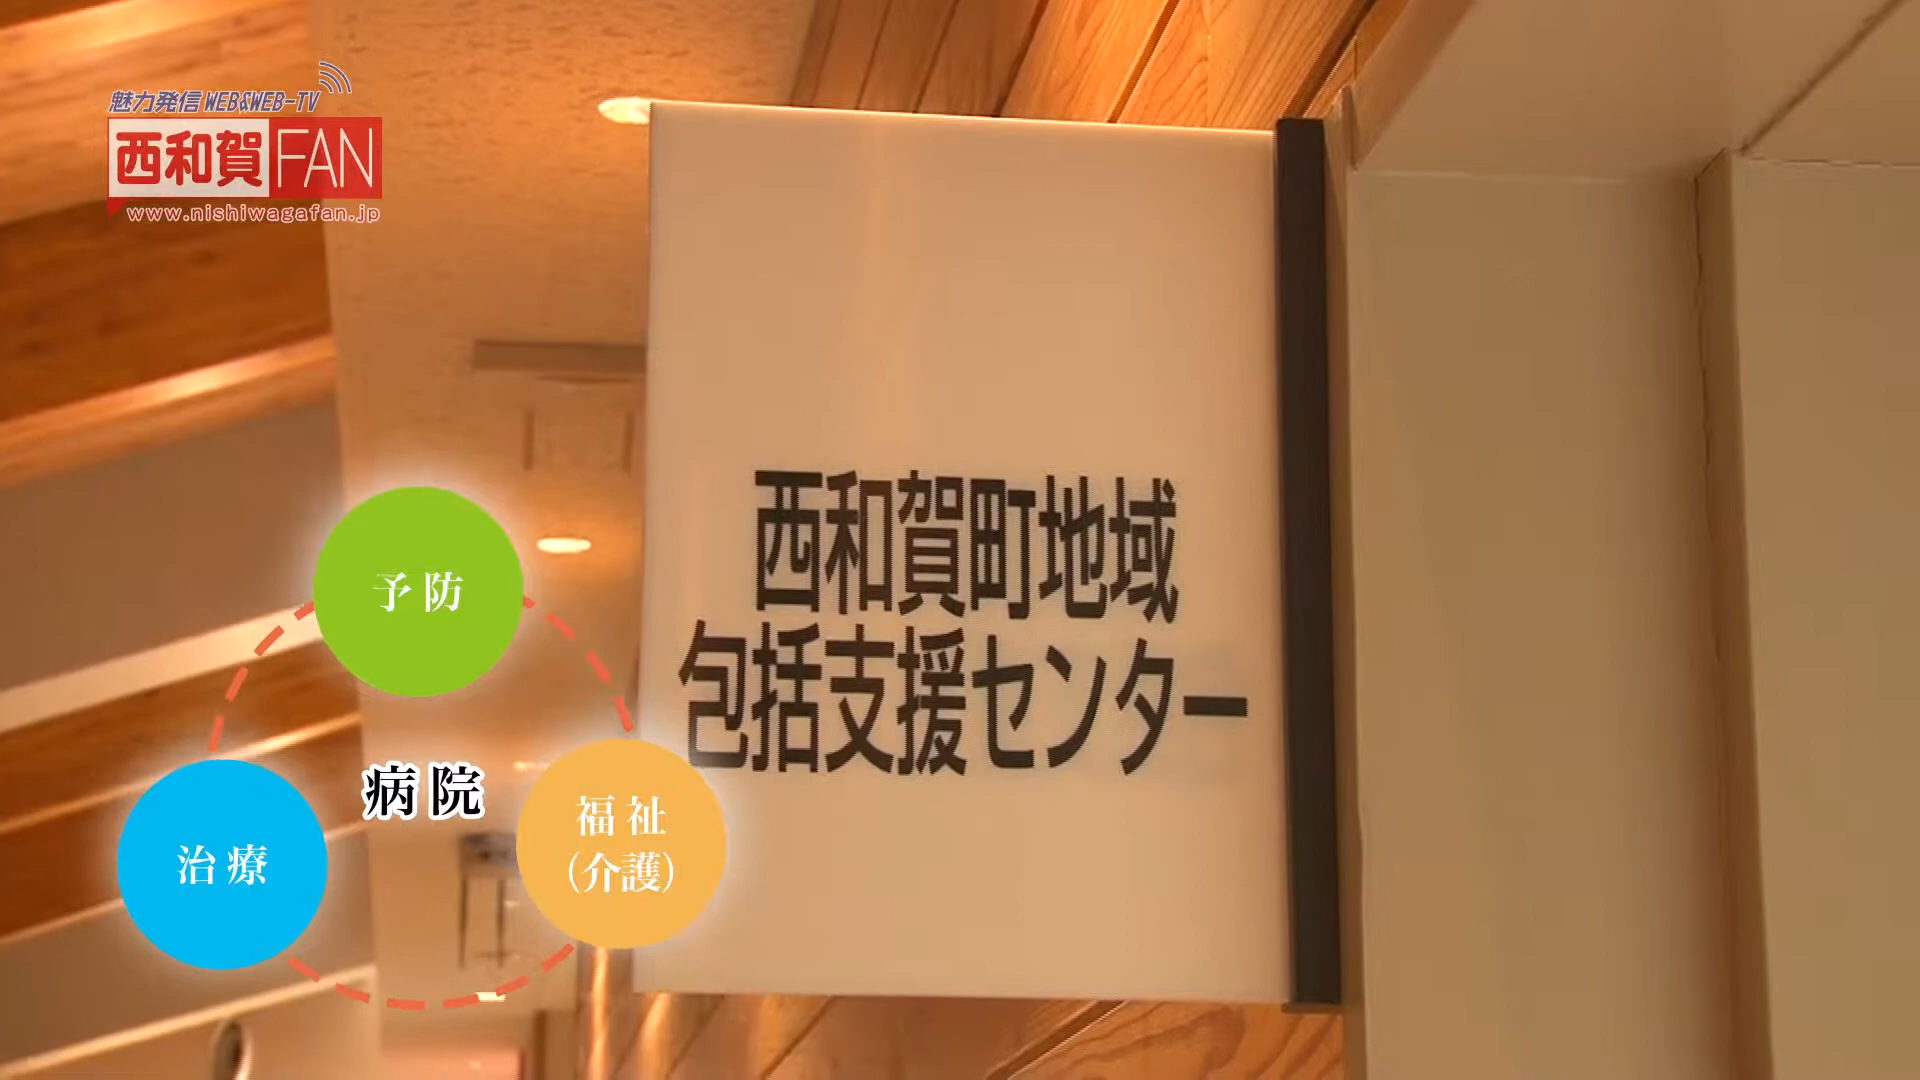 魅力発信 WEB&WEB-TV
西和賀FAN
www.nishiwagafan.jp
西和賀町地域
包括支援センター
予防
病院
治療
福祉
(介護)